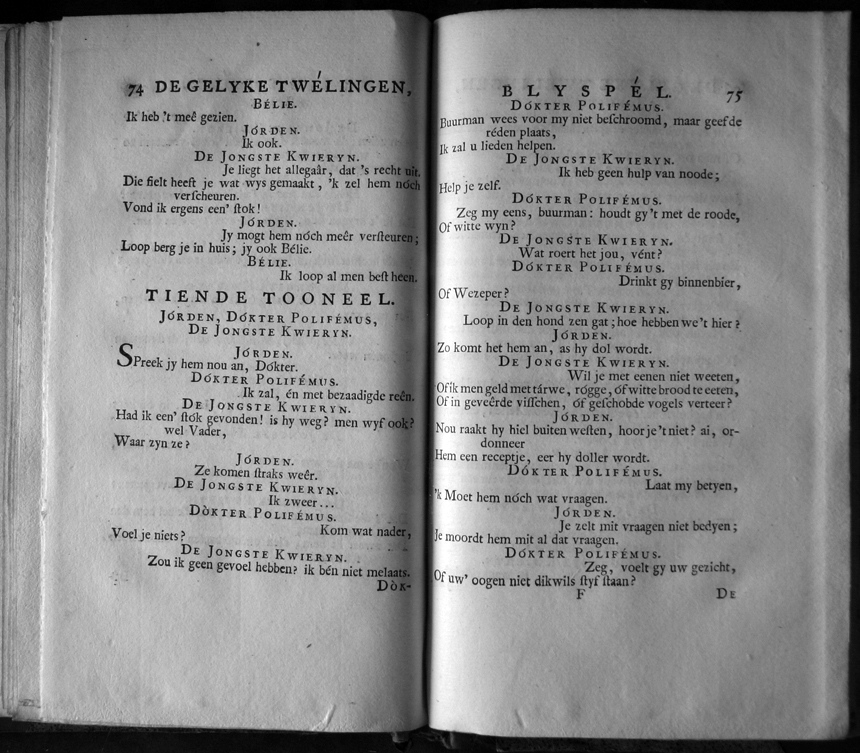 74 DE GELYKE TWÉLINGEN,
BÉLIE.
Ik heb 't meê gezien.
JÓRDEN.
Ik ook.
DE JONGSTE KWIERYN.
Je liegt het allegaâr, dat 's recht uit.
Die fielt heeft je wat wys gemaakt, 'k zel hem nóch
verſcheuren.
Vond ik ergens een' ſtok!
JÓRDEN.
Jy mogt hem nóch meêr verſteuren;
Loop berg je in huis; jy ook Bélie.
BÉLIE.
Ik loop al men beſt heen.
TIENDE TOONEEL.
JÓRDEN, DÓKTER POLIFÉMUS,
DE JONGSTE KWIERYN.
JÓRDEN.
SPreek jy hem nou an, Dókter.
DÓKTER POLIFÉMUS.
Ik zal, én met bezaadigde reên.
DE JONGSTE KWIERYN.
Had ik een' ſtók gevonden! is hy weg? men wyf ook?
wel Vader,
Waar zyn ze?
JÓRDEN.
Ze komen ſtraks weêr.
DE JONGSTE KWIERYN.
Ik zweer...
DÒKTER POLIFÉMUS.
Kom wat nader,
Voel je niets?
DE JONGSTE KWIERYN.
Zou ik geen gevoel hebben? ik bén niet melaats.
DÒK-
BLYSPÉL. 75
DÓKTER POLIFÉMUS.
Buurman wees voor my niet beſchroomd, maar geef de
réden plaats,
Ik zal u lieden helpen.
DE JONGSTE KWIERYN.
Ik heb geen hulp van noode;
Help je zelf.
DÓKTER POLIFÉMUS.
Zeg my eens, buurman: houdt gy't met de roode,
Of witte wyn?
DE JONGSTE KWIERYN.
Wat roert het jou, vént?
DÓKTER POLIFÉMUS.
Drinkt gy binnenbier,
Of Wezeper?
DE JONGSTE KWIERYN.
Loop in den hond zen gat; hoe hebben we't hier?
JÓRDEN.
Zo komt het hem an, as hy dol wordt.
DE JONGSTE KWIERYN.
Wil je met eenen niet weeten,
Of ik men geld met tárwe, rógge, óf witte brood te eeten,
Of in geveêrde viſſchen, óf geſchobde vogels verteer?
JÓRDEN.
Nou raakt hy hiel buiten weſten, hoor je't niet? ai, or-
donneer
Hem een receptje, eer hy doller wordt.
DÓKTER POLIFÉMUS.
Laat my betyen,
'k Moet hem nóch wat vraagen.
JÓRDEN.
Je zelt mit vraagen niet bedyen;
Je moordt hem mit al dat vraagen.
DÓKTER POLIFÉMUS.
Zeg, voelt gy uw gezicht,
Of uw' oogen niet dikwils ſtyf ſtaan?
F DE